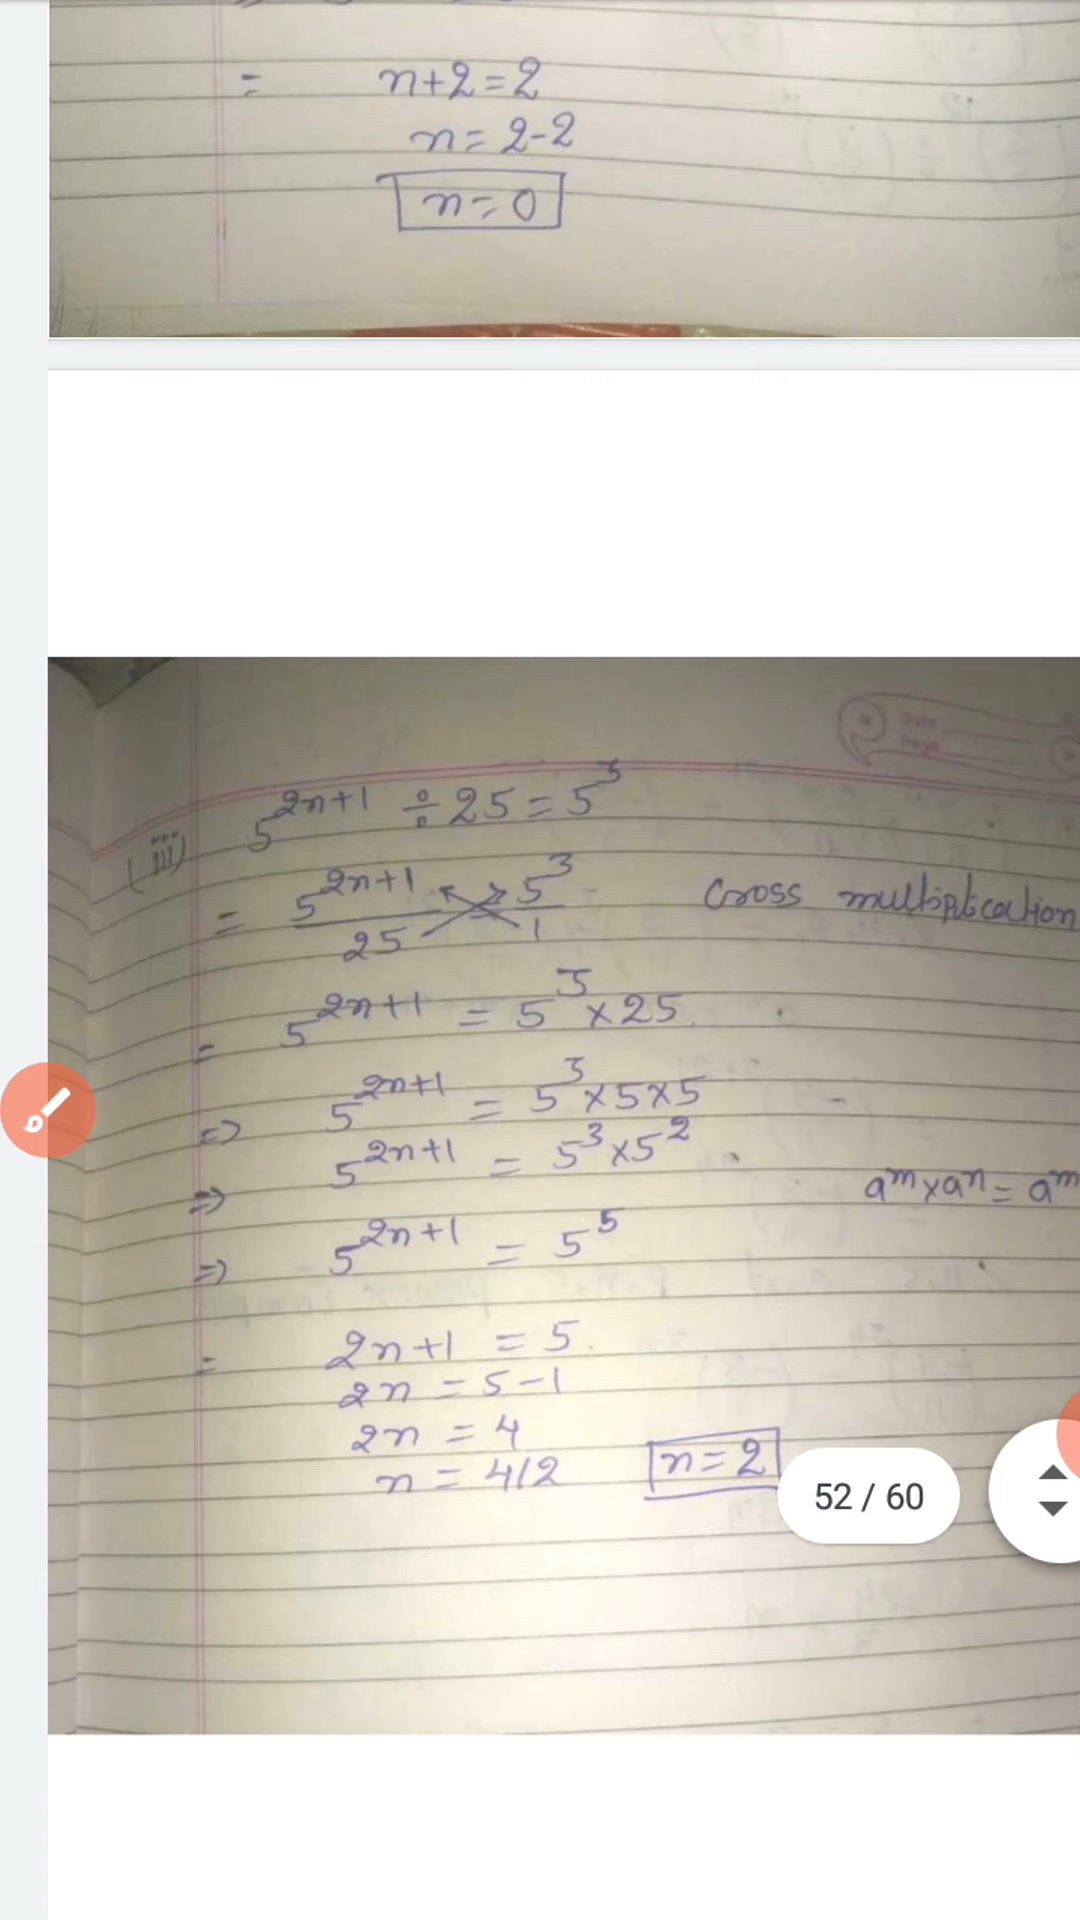 = n+2=2
n=2-2
n=0
Date
Page
(iii) 5^{2n+1} ÷ 25 = 5^3
= 5^{2n+1}/25 = 5^3/1 Cross multiplication
= 5^{2n+1} = 5^3 × 25.
=> 5^{2n+1} = 5^3×5×5
=> 5^{2n+1} = 5^3×5^2
a^m×a^n = a^m
=> 5^{2n+1} = 5^5
= 2n+1 = 5.
2n = 5-1
2n = 4
n = 4/2 n=2
52 / 60